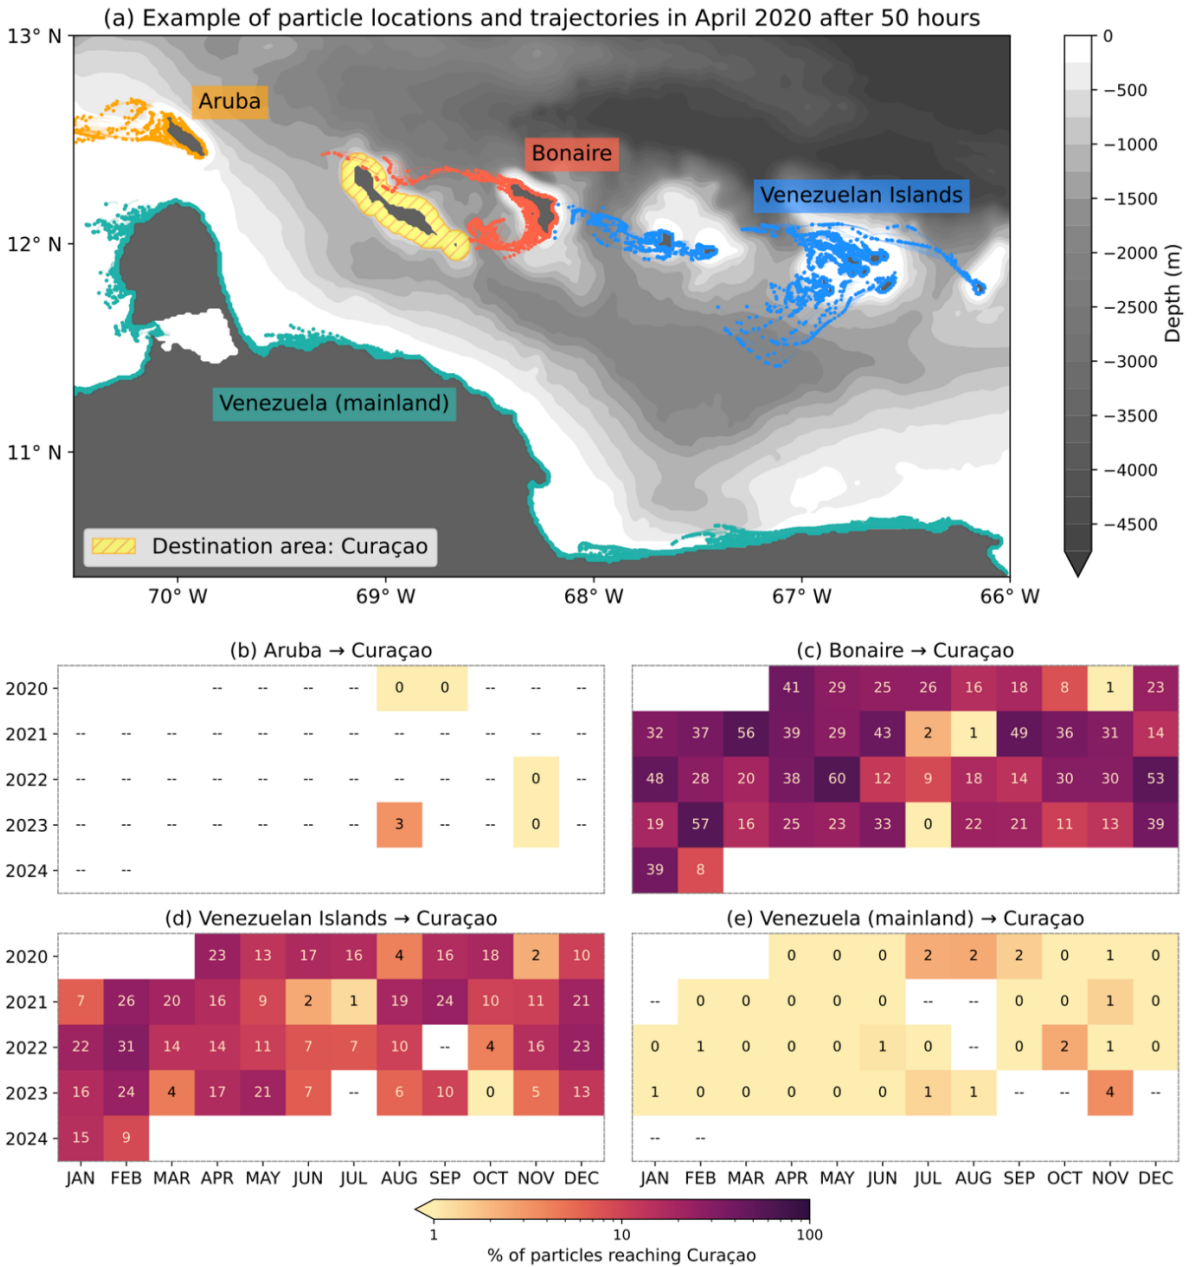 (a) Example of particle locations and trajectories in April 2020 after 50 hours
13° N
12° N
11° N
70° W 69° W 68° W 67° W 66° W
Aruba
Bonaire
Venezuelan Islands
Venezuela (mainland)
Destination area: Curaçao
0
−500
−1000
−1500
−2000
−2500
−3000
−3500
−4000
−4500
Depth (m)
(b) Aruba → Curaçao
2020 -- -- -- -- 0 0 -- -- --
2021 -- -- -- -- -- -- -- -- -- -- -- --
2022 -- -- -- -- -- -- -- -- -- -- 0 --
2023 -- -- -- -- -- -- -- 3 -- -- 0 --
2024 -- --
(c) Bonaire → Curaçao
41 29 25 26 16 18 8 1 23
32 37 56 39 29 43 2 1 49 36 31 14
48 28 20 38 60 12 9 18 14 30 30 53
19 57 16 25 23 33 0 22 21 11 13 39
39 8
(d) Venezuelan Islands → Curaçao
2020 23 13 17 16 4 16 18 2 10
2021 7 26 20 16 9 2 1 19 24 10 11 21
2022 22 31 14 14 11 7 7 10 -- 4 16 23
2023 16 24 4 17 21 7 -- 6 10 0 5 13
2024 15 9
JAN FEB MAR APR MAY JUN JUL AUG SEP OCT NOV DEC
(e) Venezuela (mainland) → Curaçao
0 0 0 2 2 2 0 1 0
-- 0 0 0 0 0 -- -- 0 0 1 0
0 1 0 0 0 1 0 -- 0 2 1 0
1 0 0 0 0 0 1 1 -- -- 4 --
-- --
JAN FEB MAR APR MAY JUN JUL AUG SEP OCT NOV DEC
1 10 100
% of particles reaching Curaçao